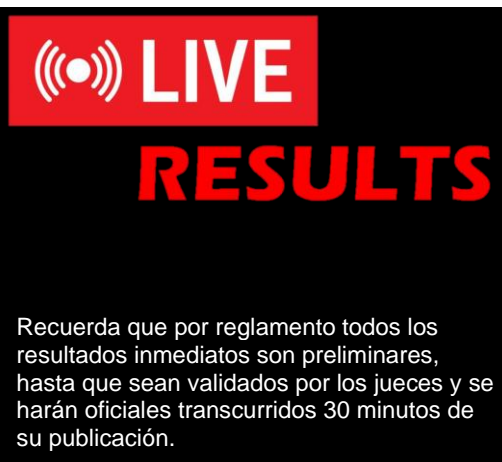 LIVE
RESULTS
Recuerda que por reglamento todos los
resultados inmediatos son preliminares,
hasta que sean validados por los jueces y se
harán oficiales transcurridos 30 minutos de
su publicación.